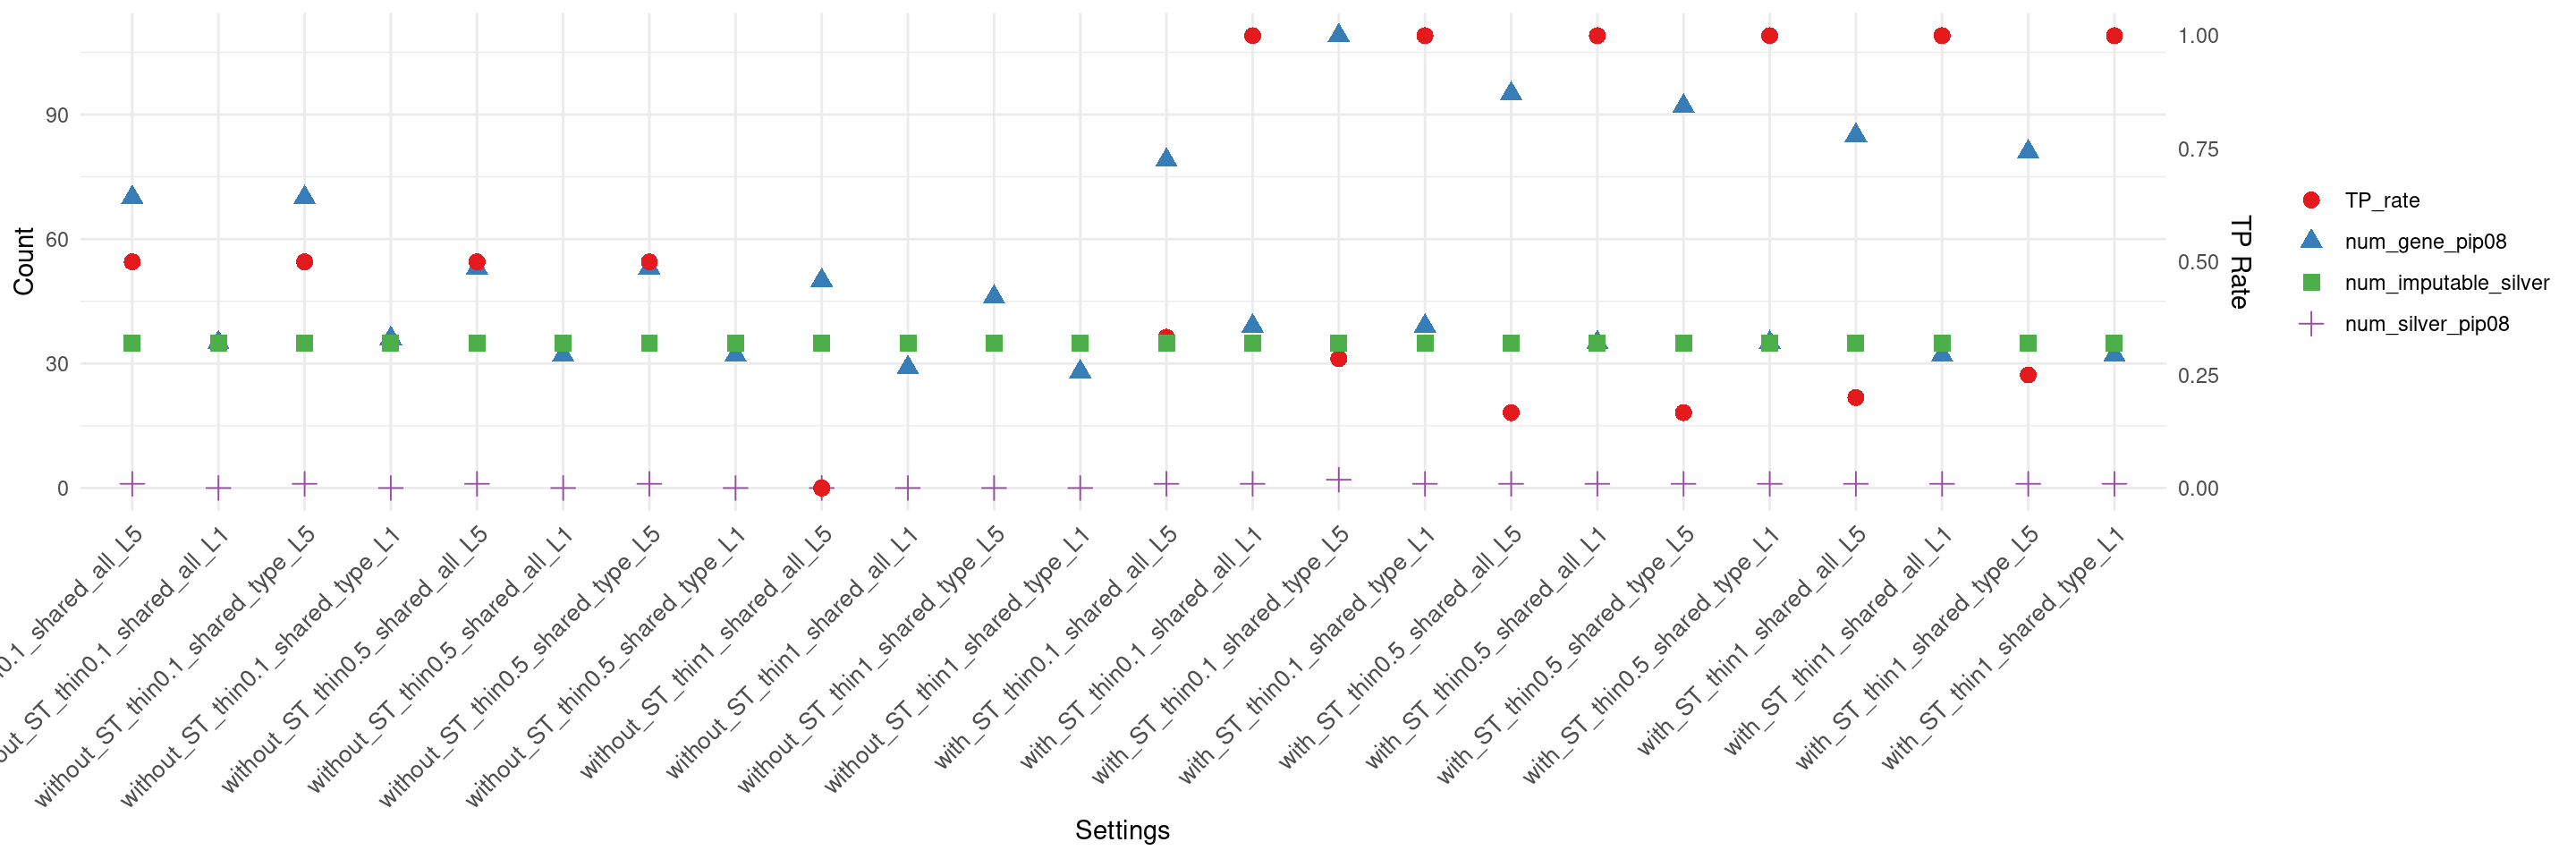 Count
90
60
30
0
1.00
0.75
0.50
0.25
0.00
TP Rate
TP_rate
num_gene_pip08
num_imputable_silver
num_silver_pip08
0.1_shared_all_L5
out_ST_thin0.1_shared_all_L1
without_ST_thin0.1_shared_type_L5
without_ST_thin0.1_shared_type_L1
without_ST_thin0.5_shared_all_L5
without_ST_thin0.5_shared_all_L1
without_ST_thin0.5_shared_type_L5
without_ST_thin0.5_shared_type_L1
without_ST_thin1_shared_all_L5
without_ST_thin1_shared_all_L1
without_ST_thin1_shared_type_L5
without_ST_thin1_shared_type_L1
with_ST_thin0.1_shared_all_L5
with_ST_thin0.1_shared_all_L1
with_ST_thin0.1_shared_type_L5
with_ST_thin0.1_shared_type_L1
with_ST_thin0.5_shared_all_L5
with_ST_thin0.5_shared_all_L1
with_ST_thin0.5_shared_type_L5
with_ST_thin0.5_shared_type_L1
with_ST_thin1_shared_all_L5
with_ST_thin1_shared_all_L1
with_ST_thin1_shared_type_L5
with_ST_thin1_shared_type_L1
Settings